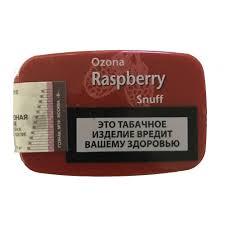 Ozona
Raspberry
Snuff
ЭТО ТАБАЧНОЕ
ИЗДЕЛИЕ ВРЕДИТ
ВАШЕМУ ЗДОРОВЬЮ